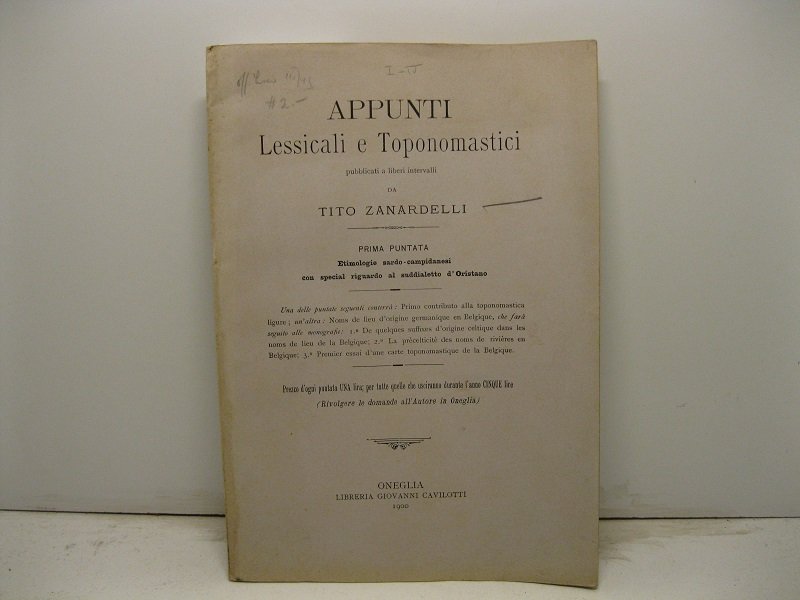 I-IV
#2.-
APPUNTI
Lessicali e Toponomastici
pubblicati a liberi intervalli
DA
TITO ZANARDELLI
PRIMA PUNTATA
Etimologie sardo-campidanesi
con special riguardo al suddialetto d'Oristano
Una delle puntate seguenti conterrà: Primo contributo alla toponomastica
ligure; un'altra: Noms de lieu d'origine germanique en Belgique, che farà
seguito alle monografie: 1.º De quelques suffixes d'origine celtique dans les
noms de lieu de la Belgique; 2.º La précelticité des noms de rivières en
Belgique; 3.º Premier essai d'une carte toponomastique de la Belgique.
Prezzo d'ogni puntata UNA lira; per tutte quelle che usciranno durante l'anno CINQUE lire
(Rivolgere le domande all'Autore in Oneglia)
ONEGLIA
LIBRERIA GIOVANNI CAVILOTTI
1900